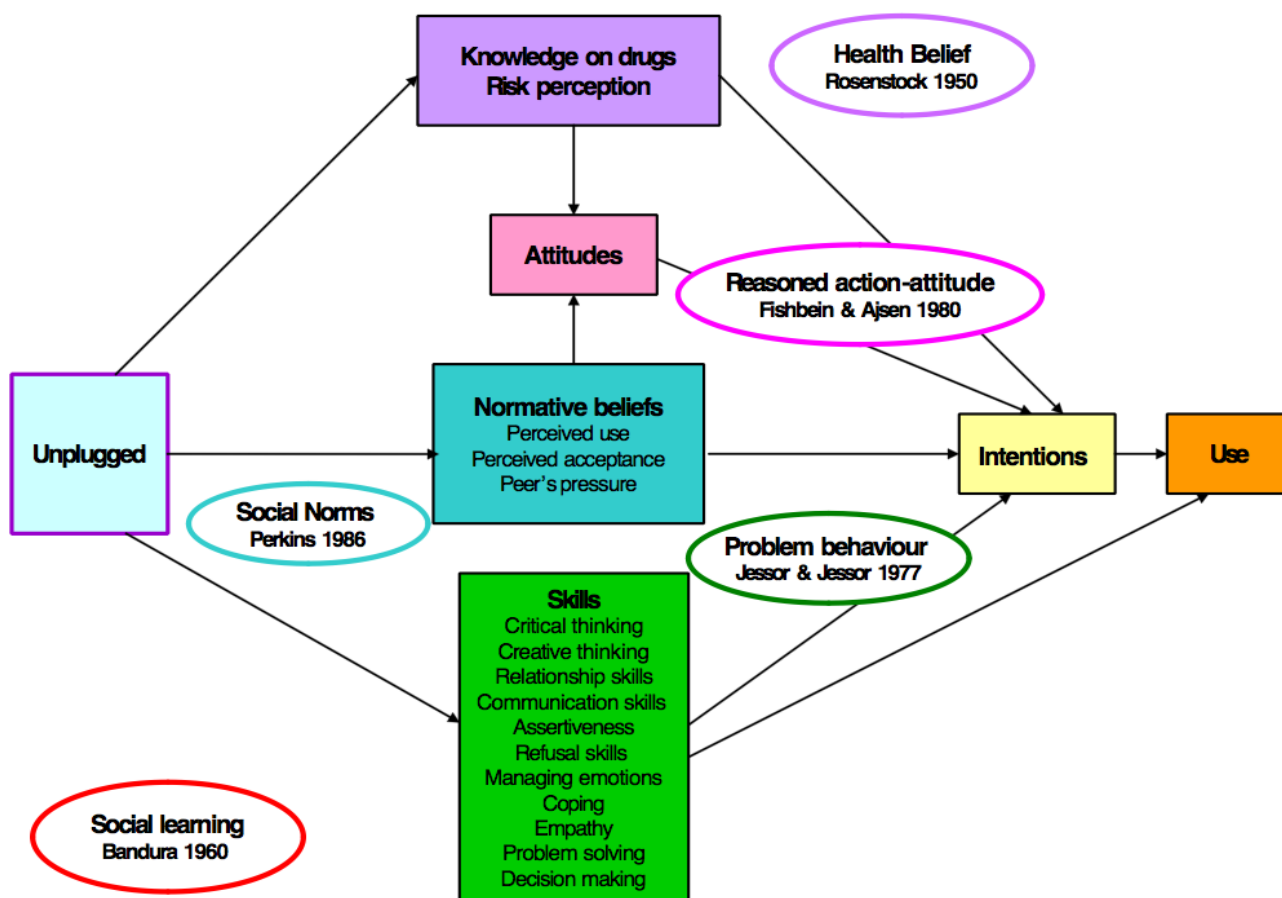 Knowledge on drugs
Risk perception
Health Belief
Rosenstock 1950
Attitudes
Reasoned action-attitude
Fishbein & Ajsen 1980
Unplugged
Normative beliefs
Perceived use
Perceived acceptance
Peer's pressure
Intentions
Use
Social Norms
Perkins 1986
Problem behaviour
Jessor & Jessor 1977
Skills
Critical thinking
Creative thinking
Relationship skills
Communication skills
Assertiveness
Refusal skills
Managing emotions
Coping
Empathy
Problem solving
Decision making
Social learning
Bandura 1960